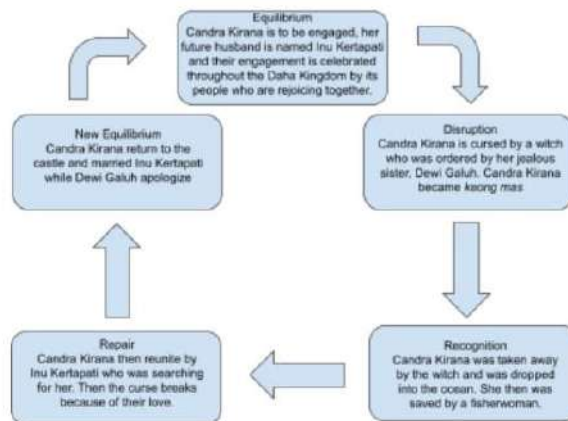 Equilibrium
Candra Kirana is to be engaged, her
future husband is named Inu Kertapati
and their engagement is celebrated
throughout the Daha Kingdom by its
people who are rejoicing together.
Disruption
Candra Kirana is cursed by a witch
who was ordered by her jealous
sister, Dewi Galuh. Candra Kirana
became keong mas
Recognition
Candra Kirana was taken away
by the witch and was dropped
into the ocean. She then was
saved by a fisherwoman.
Repair
Candra Kirana then reunite by
Inu Kertapati who was searching
for her. Then the curse breaks
because of their love.
New Equilibrium
Candra Kirana return to the
castle and married Inu Kertapati
while Dewi Galuh apologize